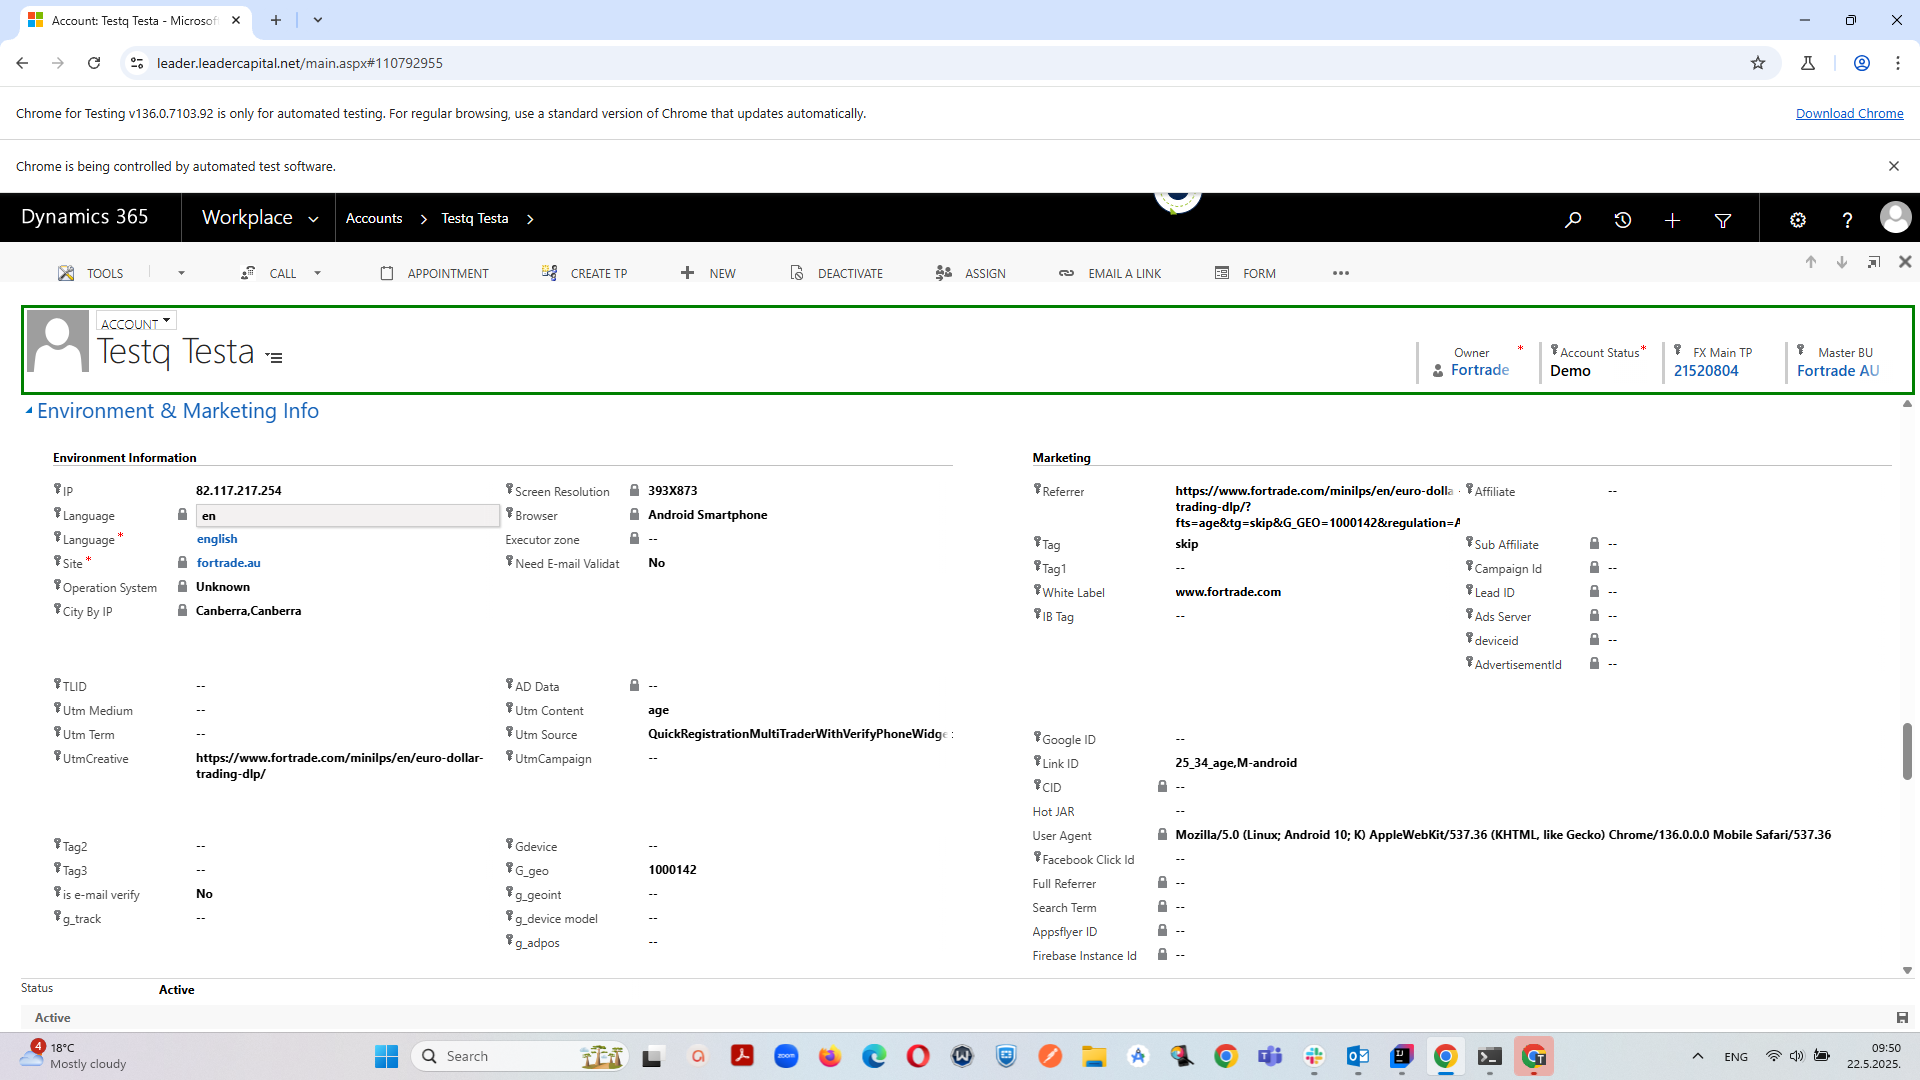 Account: Testq Testa - Microsof
leader.leadercapital.net/main.aspx#110792955
Chrome for Testing v136.0.7103.92 is only for automated testing. For regular browsing, use a standard version of Chrome that updates automatically.
Download Chrome
Chrome is being controlled by automated test software.
Dynamics 365
Workplace
Accounts
Testq Testa
TOOLS
CALL
APPOINTMENT
CREATE TP
NEW
DEACTIVATE
ASSIGN
EMAIL A LINK
FORM
ACCOUNT
Testq Testa
Owner *
Fortrade
Account Status *
Demo
FX Main TP
21520804
Master BU
Fortrade AU
Environment & Marketing Info
Environment Information
IP 82.117.217.254
Language en
Language * english
Site * fortrade.au
Operation System Unknown
City By IP Canberra,Canberra
Screen Resolution 393X873
Browser Android Smartphone
Executor zone --
Need E-mail Validat No
TLID --
Utm Medium --
Utm Term --
UtmCreative https://www.fortrade.com/minilps/en/euro-dollar-
trading-dlp/
AD Data --
Utm Content age
Utm Source QuickRegistrationMultiTraderWithVerifyPhoneWidge
UtmCampaign --
Tag2 --
Tag3 --
is e-mail verify No
g_track --
Gdevice --
G_geo 1000142
g_geoint --
g_device model --
g_adpos --
Marketing
Referrer https://www.fortrade.com/minilps/en/euro-dolla
trading-dlp/?
fts=age&tg=skip&G_GEO=1000142&regulation=A
Tag skip
Tag1 --
White Label www.fortrade.com
IB Tag --
Affiliate --
Sub Affiliate --
Campaign Id --
Lead ID --
Ads Server --
deviceid --
AdvertisementId --
Google ID --
Link ID 25_34_age,M-android
CID --
Hot JAR --
User Agent Mozilla/5.0 (Linux; Android 10; K) AppleWebKit/537.36 (KHTML, like Gecko) Chrome/136.0.0.0 Mobile Safari/537.36
Facebook Click Id --
Full Referrer --
Search Term --
Appsflyer ID --
Firebase Instance Id --
Status Active
Active
4
18°C
Mostly cloudy
Search
zoom
ENG
09:50
22.5.2025.